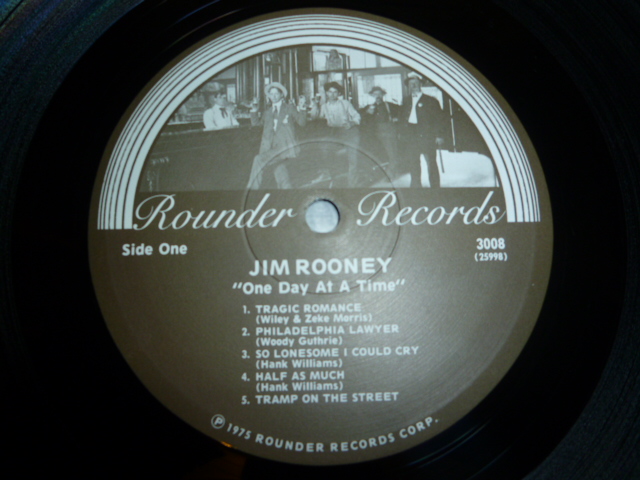 Rounder Records
Side One
3008
(25998)
JIM ROONEY
"One Day At A Time"
1. TRAGIC ROMANCE
(Wiley & Zeke Morris)
2. PHILADELPHIA LAWYER
(Woody Guthrie)
3. SO LONESOME I COULD CRY
(Hank Williams)
4. HALF AS MUCH
(Hank Williams)
5. TRAMP ON THE STREET
Ⓟ 1975 ROUNDER RECORDS CORP.